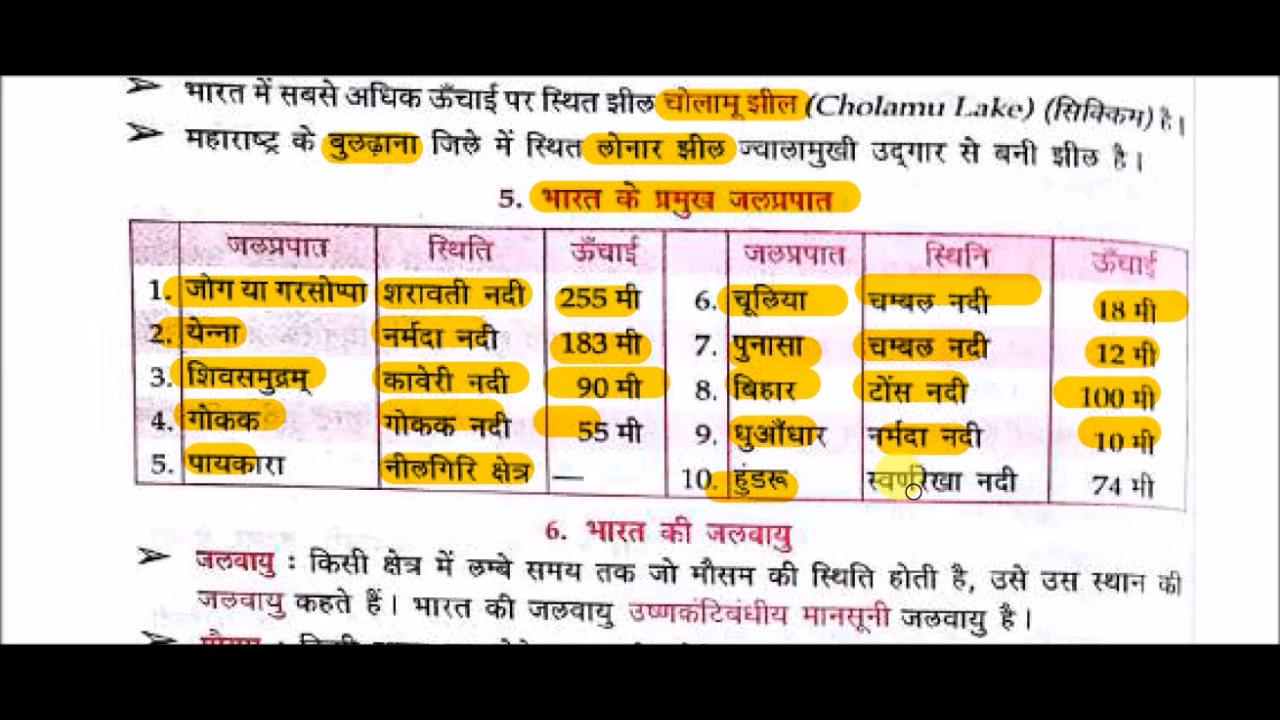 ➢ भारत में सबसे अधिक ऊँचाई पर स्थित झील चोलामू झील (Cholamu Lake) (सिक्किम) है।
➢ महाराष्ट्र के बुलढ़ाना जिले में स्थित लोनार झील ज्वालामुखी उद्‌गार से बनी झील है।
5. भारत के प्रमुख जलप्रपात
जलप्रपात स्थिति ऊँचाई जलप्रपात स्थिति ऊँचाई
1. जोग या गरसोप्पा शरावती नदी 255 मी 6. चूलिया चम्बल नदी 18 मी
2. येन्ना नर्मदा नदी 183 मी 7. पुनासा चम्बल नदी 12 मी
3. शिवसमुद्रम् कावेरी नदी 90 मी 8. बिहार टोंस नदी 100 मी
4. गोकक गोकक नदी 55 मी 9. धुआँधार नर्मदा नदी 10 मी
5. पायकारा नीलगिरि क्षेत्र — 10. हुंडरू स्वर्णरेखा नदी 74 मी
6. भारत की जलवायु
➢ जलवायु : किसी क्षेत्र में लम्बे समय तक जो मौसम की स्थिति होती है, उसे उस स्थान की
जलवायु कहते हैं। भारत की जलवायु उष्णकंटिबंधीय मानसूनी जलवायु है।